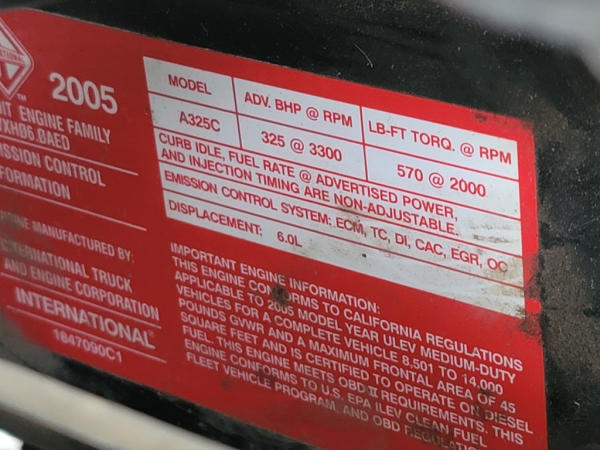 2005
MODEL ADV. BHP @ RPM LB-FT TORQ. @ RPM
A325C 325 @ 3300 570 @ 2000
CURB IDLE, FUEL RATE @ ADVERTISED POWER,
AND INJECTION TIMING ARE NON-ADJUSTABLE.
EMISSION CONTROL SYSTEM: ECM, TC, DI, CAC, EGR, OC
DISPLACEMENT: 6.0L
ENGINE FAMILY
CONTROL
MANUFACTURED BY:
TRUCK
AND ENGINE CORPORATION
INTERNATIONAL
1847090C1
IMPORTANT ENGINE INFORMATION:
THIS ENGINE CONFORMS TO CALIFORNIA REGULATIONS
APPLICABLE TO 2005 MODEL YEAR ULEV MEDIUM-DUTY
VEHICLES FOR A COMPLETE VEHICLE 8,501 TO 14,000
POUNDS GVWR AND A MAXIMUM FRONTAL AREA OF 45
SQUARE FEET AND IS CERTIFIED TO OPERATE ON DIESEL
FUEL. THIS ENGINE MEETS OBD II REQUIREMENTS. THIS
ENGINE CONFORMS TO U.S. EPA ILEV CLEAN FUEL
FLEET VEHICLE PROGRAM, AND OBD